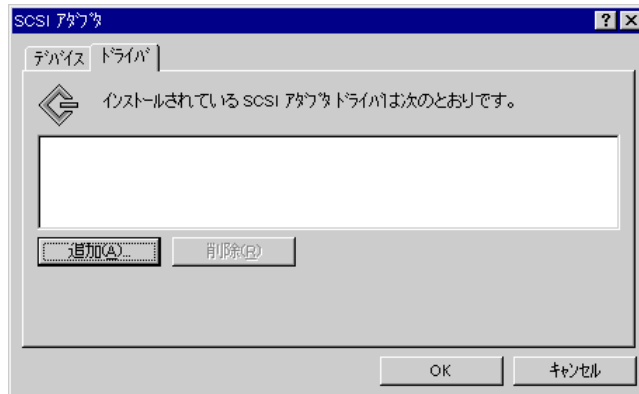 SCSI ｱﾀﾞﾌﾟﾀ
ﾃﾞﾊﾞｲｽ ﾄﾞﾗｲﾊﾞ
ｲﾝｽﾄｰﾙされている SCSI ｱﾀﾞﾌﾟﾀ ﾄﾞﾗｲﾊﾞは次のとおりです。
追加(A)... 削除(R)
OK ｷｬﾝｾﾙ